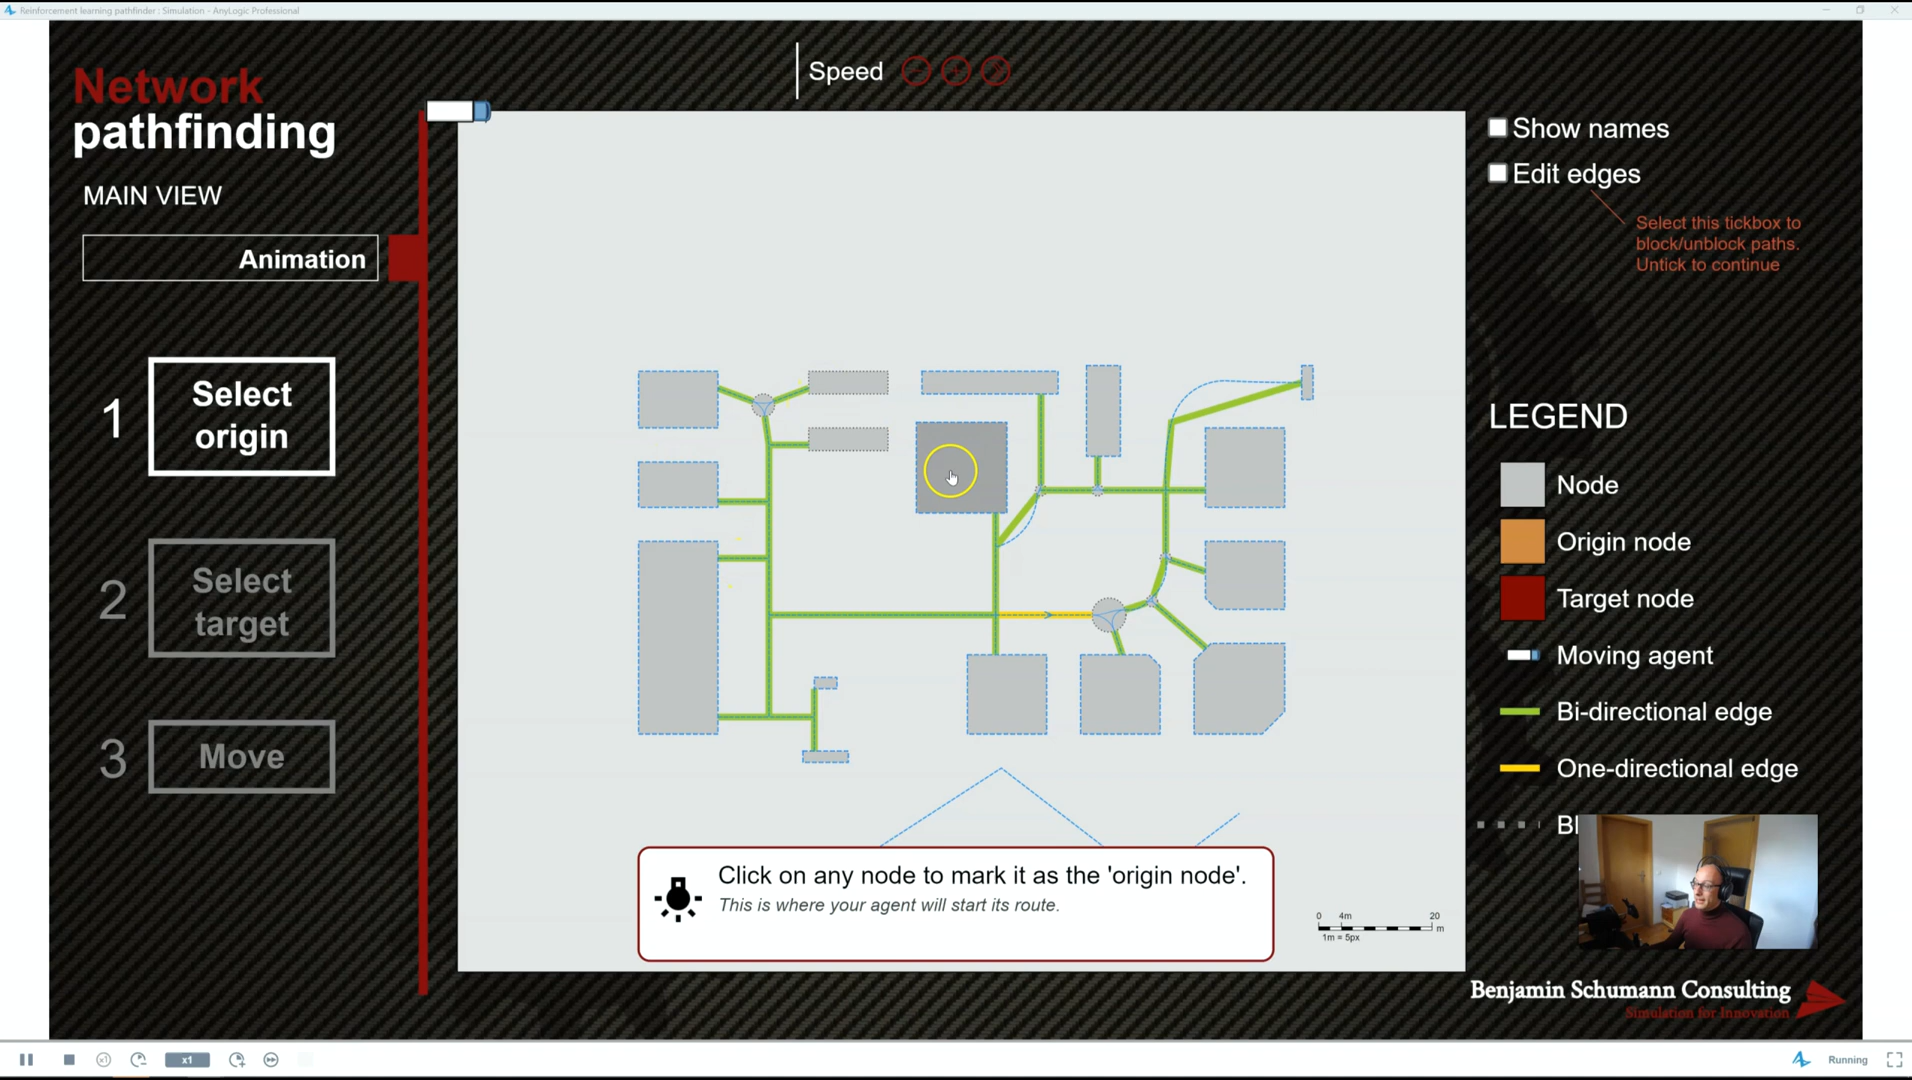 Reinforcement learning pathfinder : Simulation - AnyLogic Professional
Network
pathfinding
MAIN VIEW
Animation
1
Select
origin
2
Select
target
3
Move
Speed
Show names
Edit edges
Select this tickbox to
block/unblock paths.
Untick to continue
LEGEND
Node
Origin node
Target node
Moving agent
Bi-directional edge
One-directional edge
Bl
Click on any node to mark it as the 'origin node'.
This is where your agent will start its route.
0 4m 20
m
1m = 5px
Benjamin Schumann Consulting
Simulation for Innovation
x1
x1
Running